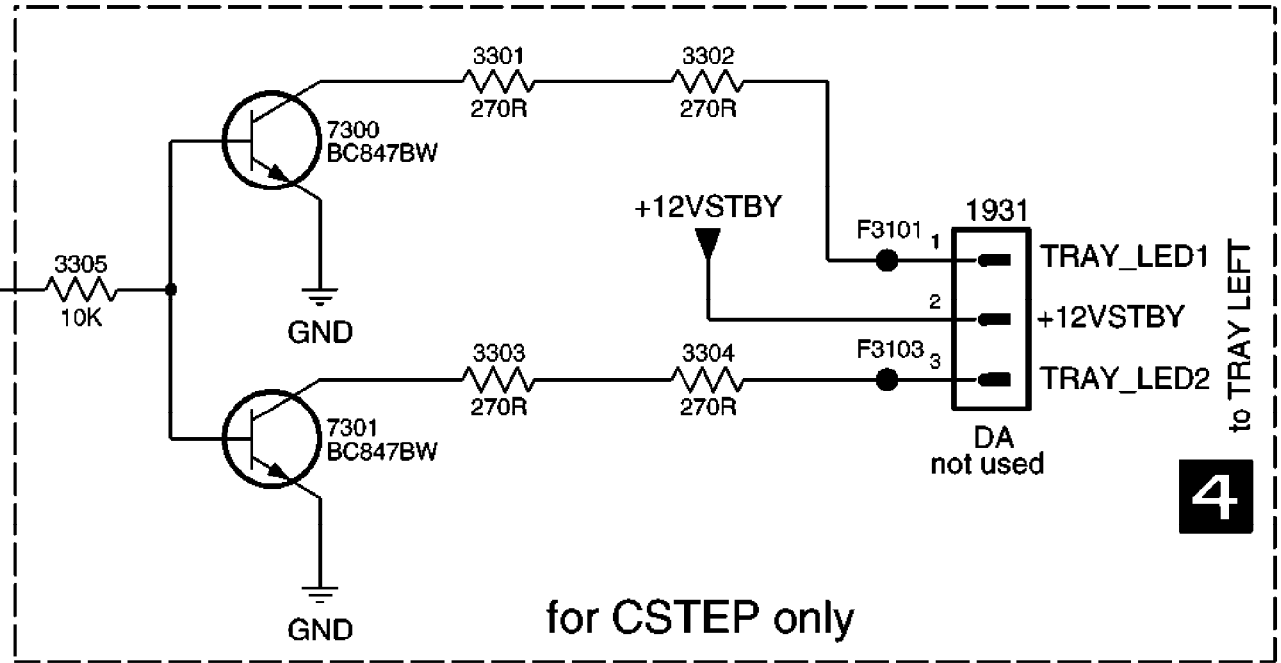 3301
270R
3302
270R
7300
BC847BW
+12VSTBY
1931
F3101
1
TRAY_LED1
3305
10K
2
+12VSTBY
GND
3303
270R
3304
270R
F3103
3
TRAY_LED2
to TRAY LEFT
7301
BC847BW
DA
not used
4
GND
for CSTEP only